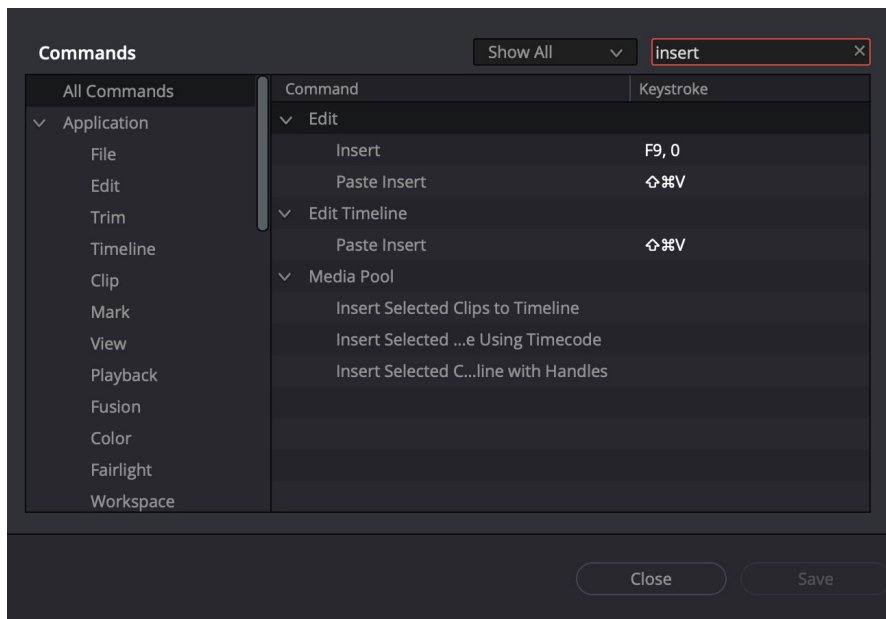 Commands
Show All
insert
All Commands
Application
File
Edit
Trim
Timeline
Clip
Mark
View
Playback
Fusion
Color
Fairlight
Workspace
Command Keystroke
Edit
Insert F9, 0
Paste Insert ⇧⌘V
Edit Timeline
Paste Insert ⇧⌘V
Media Pool
Insert Selected Clips to Timeline
Insert Selected ...e Using Timecode
Insert Selected C...line with Handles
Close
Save